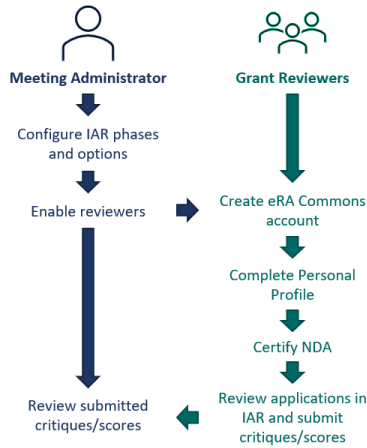 Meeting Administrator
Configure IAR phases
and options
Enable reviewers
Review submitted
critiques/scores
Grant Reviewers
Create eRA Commons
account
Complete Personal
Profile
Certify NDA
Review applications in
IAR and submit
critiques/scores